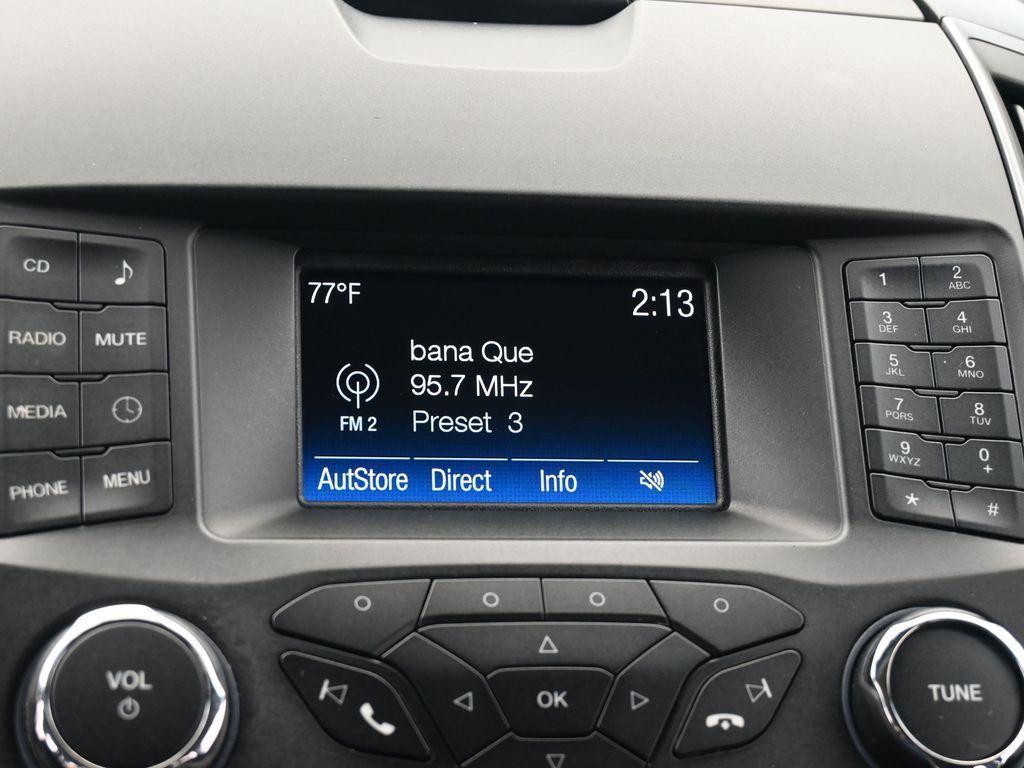 77°F
2:13
bana Que
95.7 MHz
FM 2
Preset 3
AutStore Direct Info
CD
RADIO MUTE
MEDIA
PHONE MENU
1 2 ABC
3 DEF 4 GHI
5 JKL 6 MNO
7 PQRS 8 TUV
9 WXYZ 0 +
* #
VOL
OK
TUNE